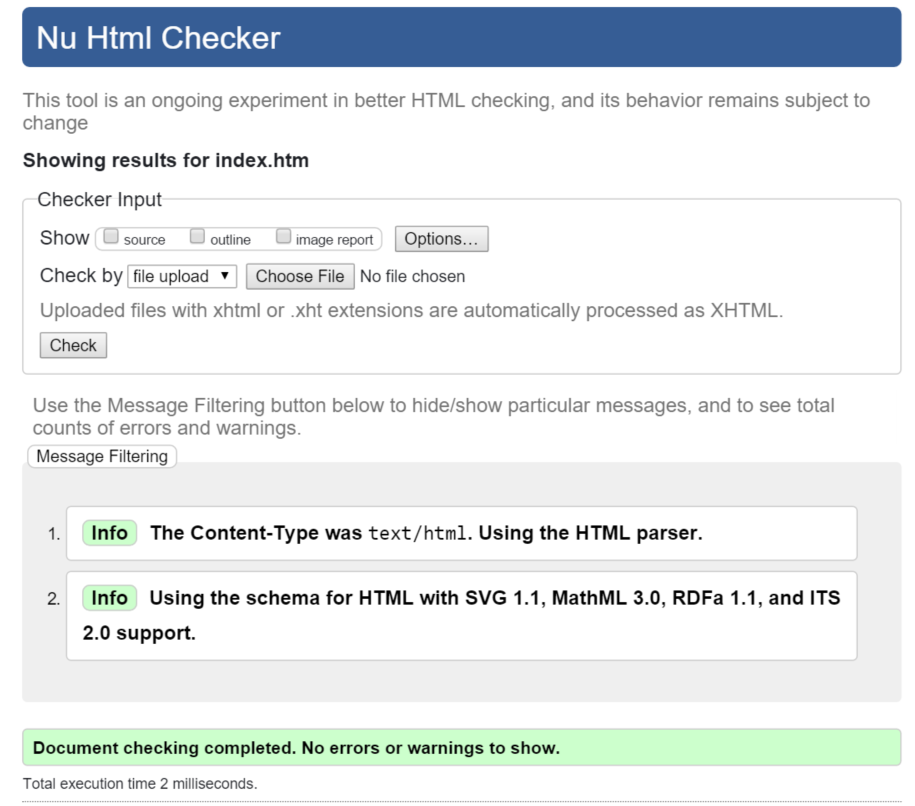 Nu Html Checker
This tool is an ongoing experiment in better HTML checking, and its behavior remains subject to
change
Showing results for index.htm
Checker Input
Show source outline image report Options...
Check by file upload ▼ Choose File No file chosen
Uploaded files with xhtml or .xht extensions are automatically processed as XHTML.
Check
Use the Message Filtering button below to hide/show particular messages, and to see total
counts of errors and warnings.
Message Filtering
1. Info The Content-Type was text/html. Using the HTML parser.
2. Info Using the schema for HTML with SVG 1.1, MathML 3.0, RDFa 1.1, and ITS
2.0 support.
Document checking completed. No errors or warnings to show.
Total execution time 2 milliseconds.